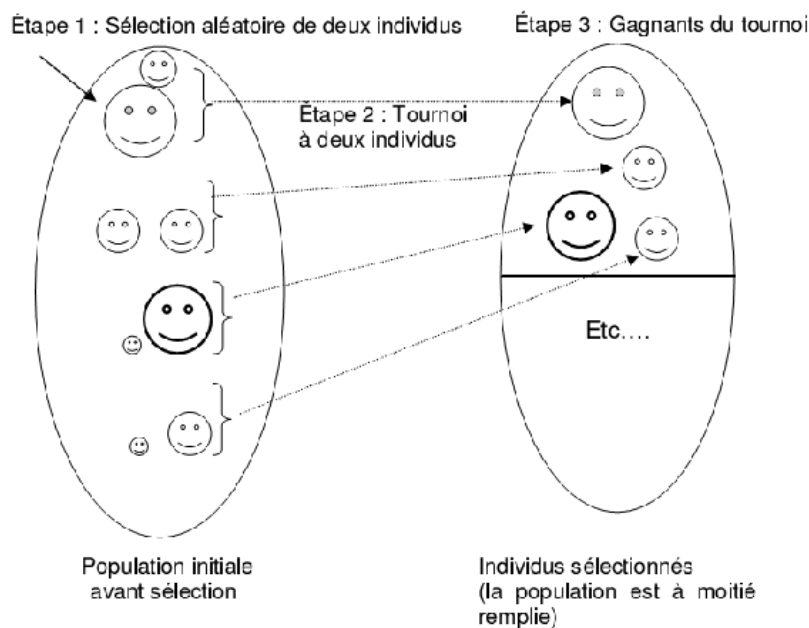 Étape 1 : Sélection aléatoire de deux individus
Étape 3 : Gagnants du tournoi
Étape 2 : Tournoi
à deux individus
Etc....
Population initiale
avant sélection
Individus sélectionnés
(la population est à moitié
remplie)